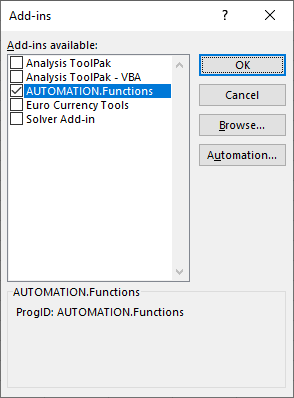 Add-ins
?
Add-ins available:
Analysis ToolPak
Analysis ToolPak - VBA
AUTOMATION.Functions
Euro Currency Tools
Solver Add-in
OK
Cancel
Browse...
Automation...
AUTOMATION.Functions
ProgID: AUTOMATION.Functions